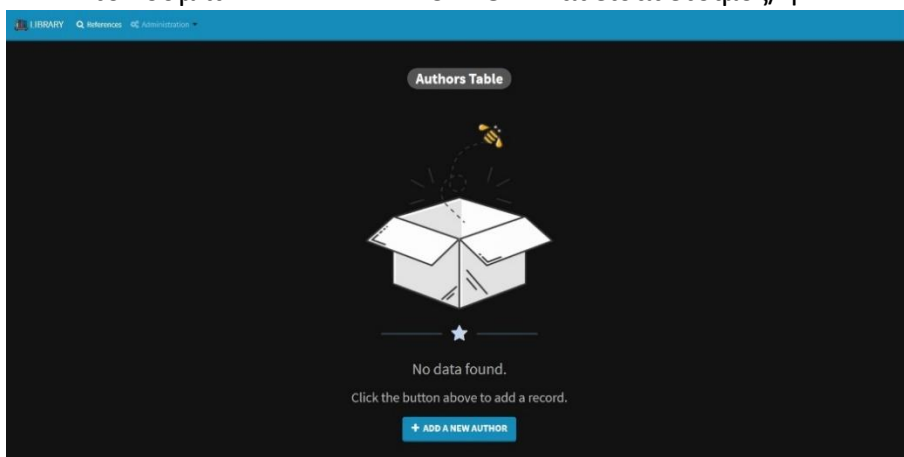 LIBRARY References Administration
Authors Table
No data found.
Click the button above to add a record.
+ ADD A NEW AUTHOR